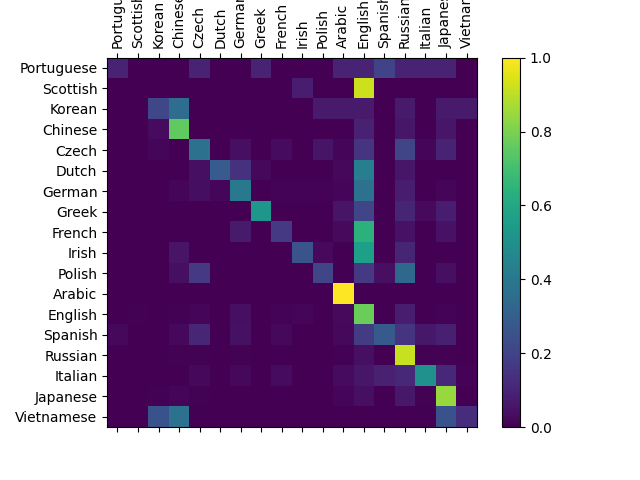 Portugu
Scottish
Korean
Chinese
Czech
Dutch
German
Greek
French
Irish
Polish
Arabic
English
Spanish
Russian
Italian
Japanes
Vietnam
Portuguese
Scottish
Korean
Chinese
Czech
Dutch
German
Greek
French
Irish
Polish
Arabic
English
Spanish
Russian
Italian
Japanese
Vietnamese
1.0
0.8
0.6
0.4
0.2
0.0